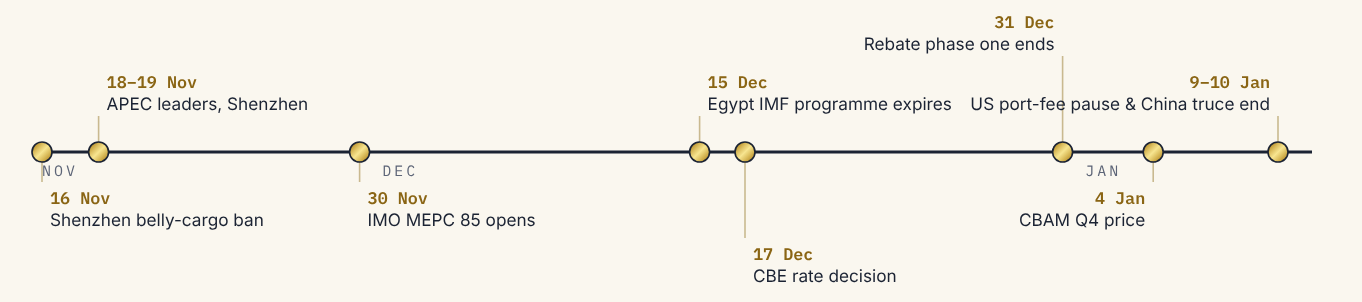 31 Dec
Rebate phase one ends
18–19 Nov
APEC leaders, Shenzhen
15 Dec
Egypt IMF programme expires
9–10 Jan
US port-fee pause & China truce end
NOV
DEC
JAN
16 Nov
Shenzhen belly-cargo ban
30 Nov
IMO MEPC 85 opens
4 Jan
CBAM Q4 price
17 Dec
CBE rate decision